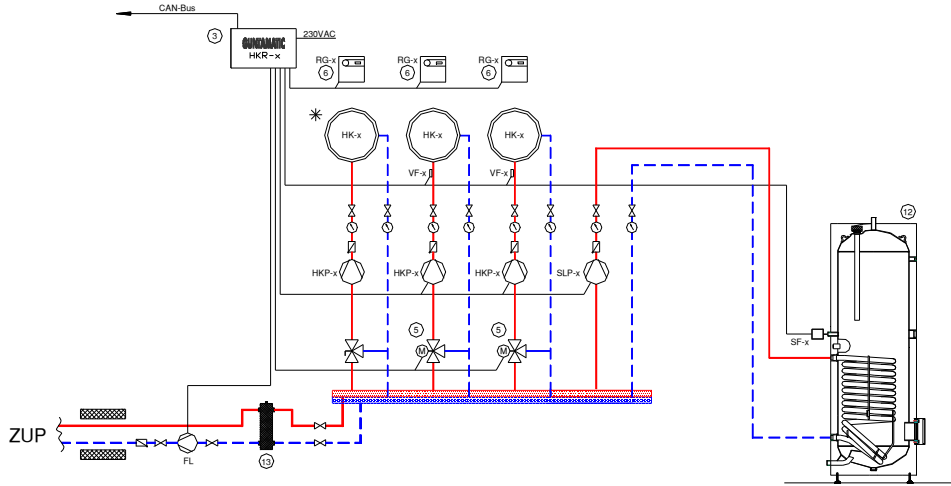 CAN-Bus
3
GUNTAMATIC
HKR-x
230VAC
RG-x
6
RG-x
6
RG-x
6
HK-x
HK-x
HK-x
VF-x
VF-x
12
HKP-x
HKP-x
HKP-x
SLP-x
5
5
M
M
SF-x
ZUP
FL
13